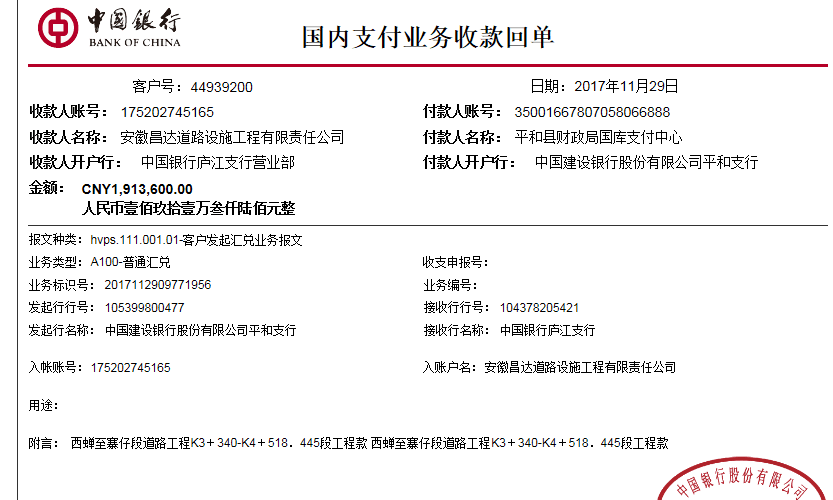 中国银行
BANK OF CHINA
国内支付业务收款回单
客户号：44939200 日期：2017年11月29日
收款人账号：175202745165 付款人账号：35001667807058066888
收款人名称：安徽昌达道路设施工程有限责任公司 付款人名称：平和县财政局国库支付中心
收款人开户行：中国银行庐江支行营业部 付款人开户行：中国建设银行股份有限公司平和支行
金额：CNY1,913,600.00
人民币壹佰玖拾壹万叁仟陆佰元整
报文种类：hvps.111.001.01-客户发起汇兑业务报文
业务类型：A100-普通汇兑 收支申报号：
业务标识号：2017112909771956 业务编号：
发起行行号：105399800477 接收行行号：104378205421
发起行名称：中国建设银行股份有限公司平和支行 接收行名称：中国银行庐江支行
入帐账号：175202745165 入账户名：安徽昌达道路设施工程有限责任公司
用途：
附言：西蝉至寨仔段道路工程K3＋340-K4＋518．445段工程款 西蝉至寨仔段道路工程K3＋340-K4＋518．445段工程款
中国银行股份有限公司